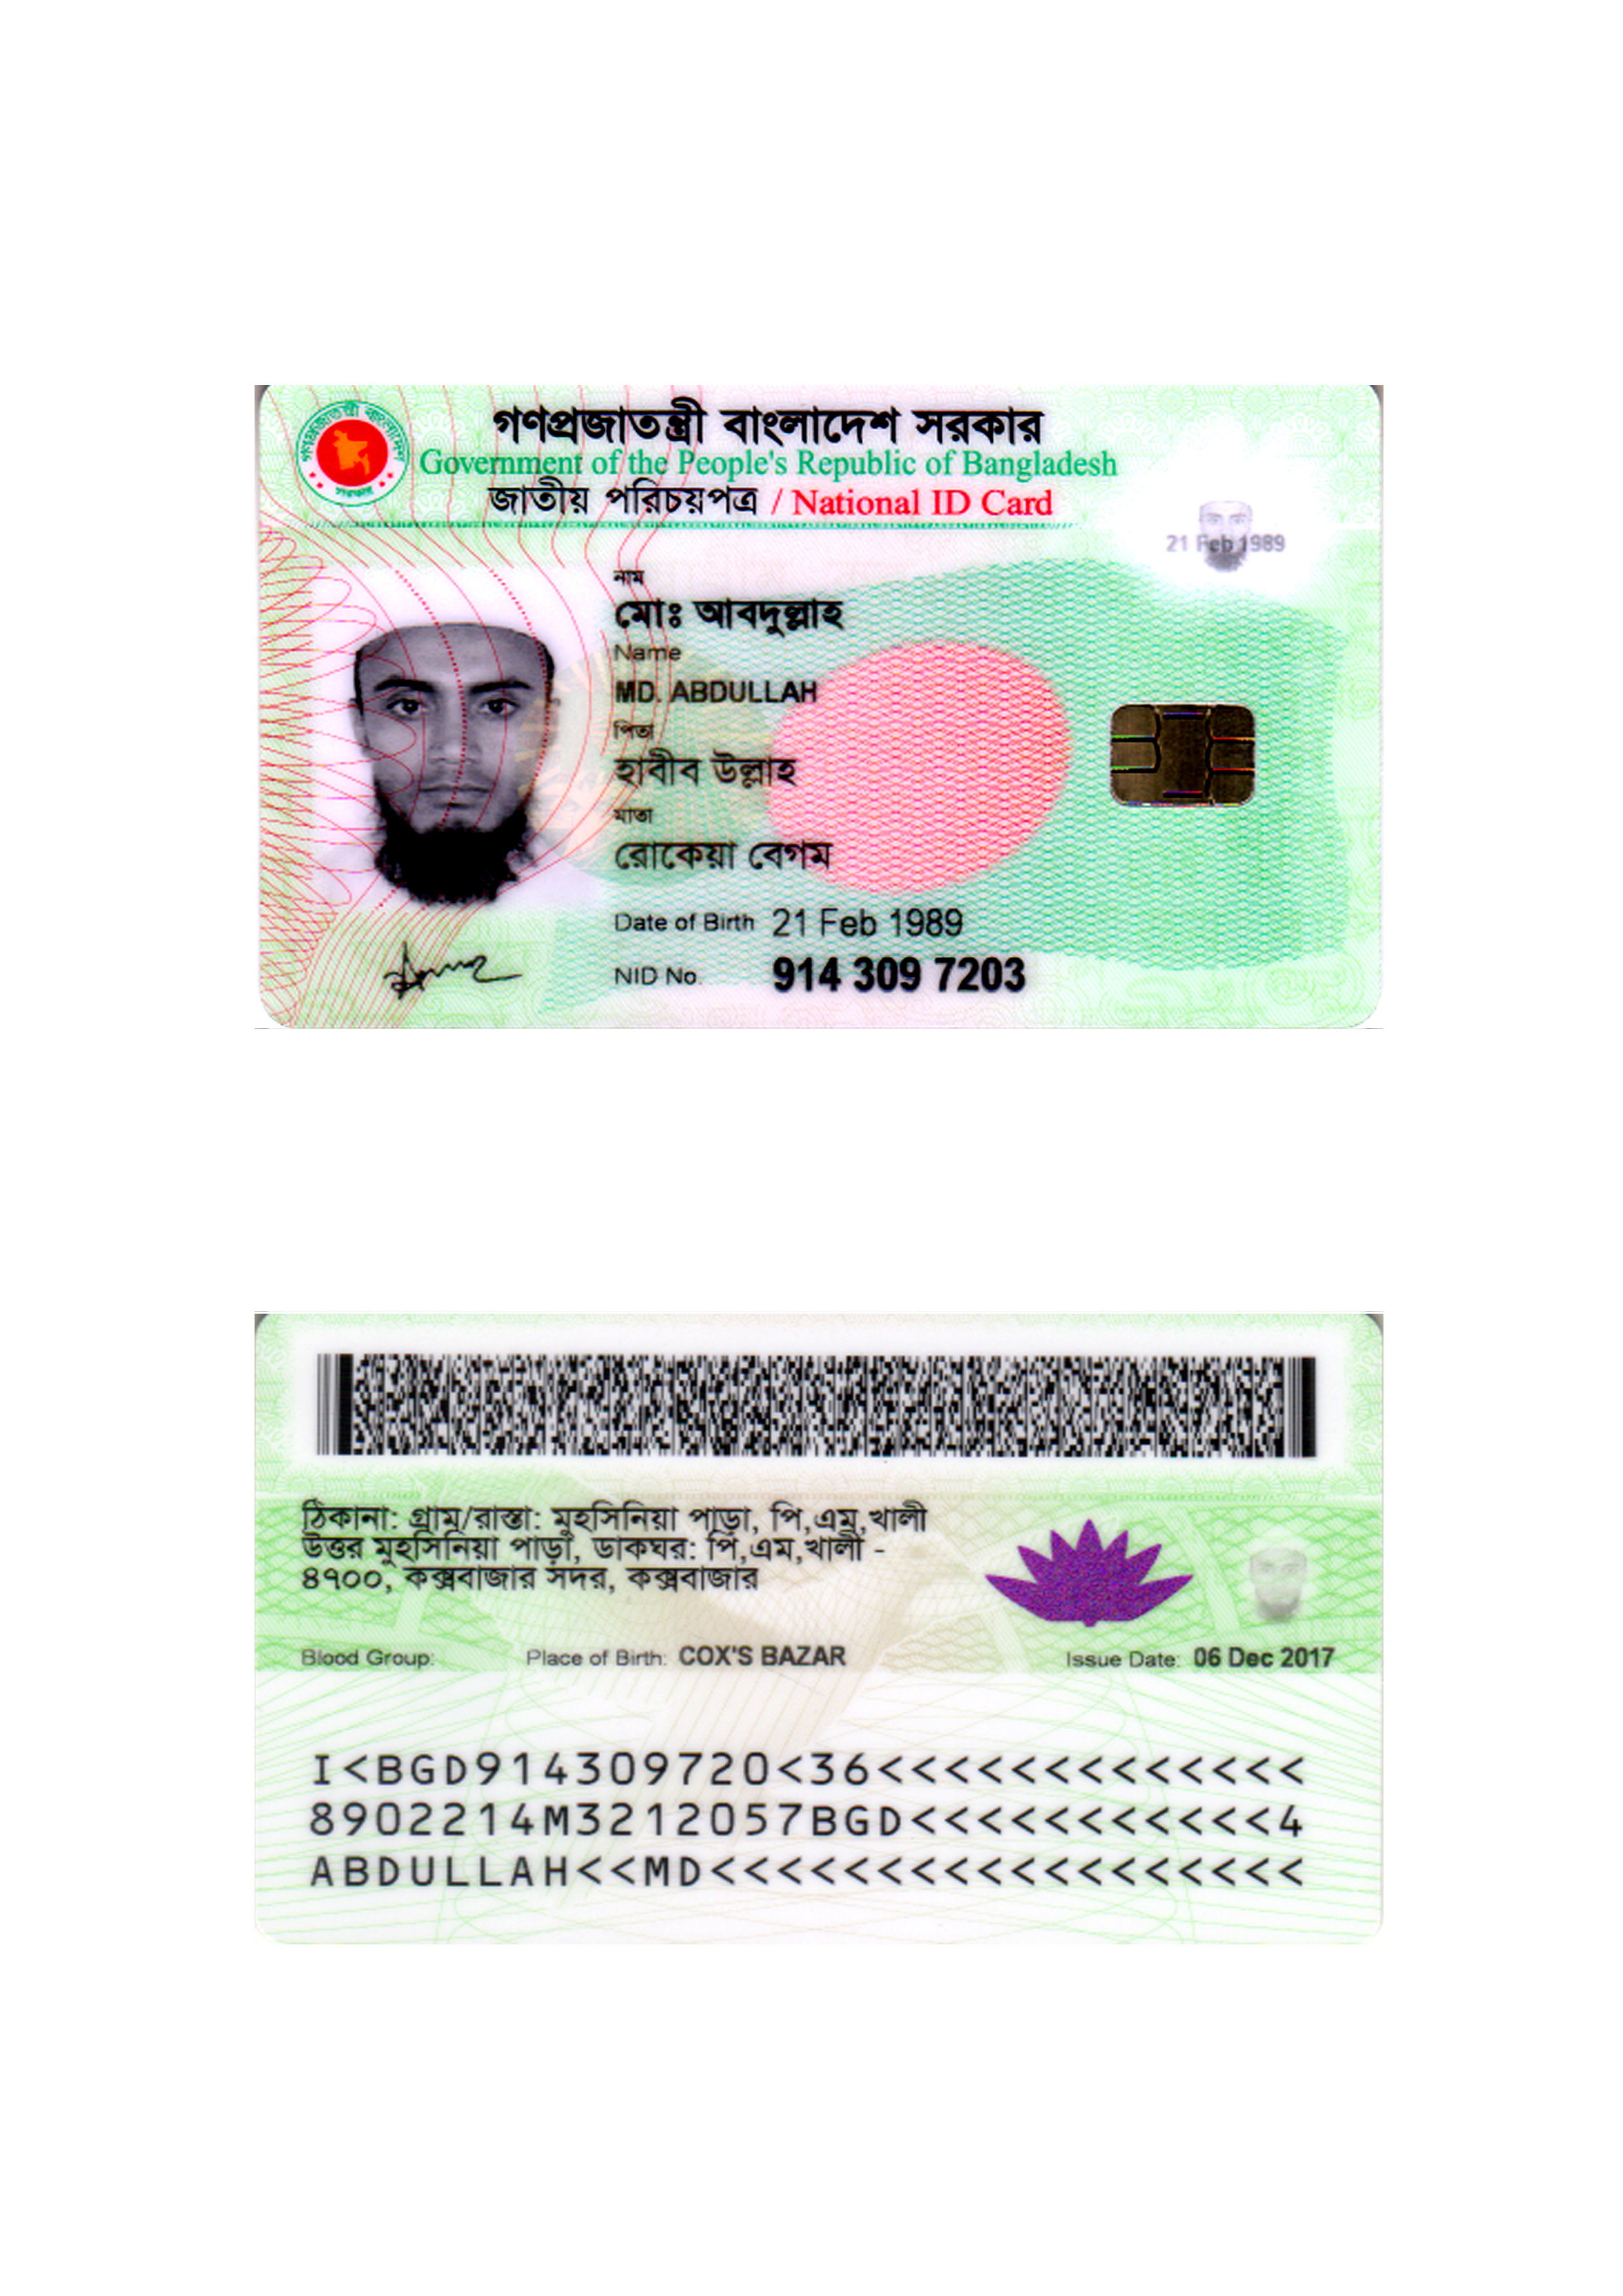 গণপ্রজাতন্ত্রী বাংলাদেশ সরকার
Government of the People's Republic of Bangladesh
জাতীয় পরিচয়পত্র / National ID Card
21 Feb 1989
নাম
মোঃ আবদুল্লাহ
Name
MD. ABDULLAH
পিতা
হাবীব উল্লাহ
মাতা
রোকেয়া বেগম
Date of Birth 21 Feb 1989
NID No. 914 309 7203
ঠিকানা: গ্রাম/রাস্তা: মুহসিনিয়া পাড়া, পি,এম,খালী
উত্তর মুহসিনিয়া পাড়া, ডাকঘর: পি,এম,খালী -
৪৭০০, কক্সবাজার সদর, কক্সবাজার
Blood Group: Place of Birth: COX'S BAZAR Issue Date: 06 Dec 2017
I<BGD914309720<36<<<<<<<<<<<<<
8902214M3212057BGD<<<<<<<<<<<4
ABDULLAH<<MD<<<<<<<<<<<<<<<<<<